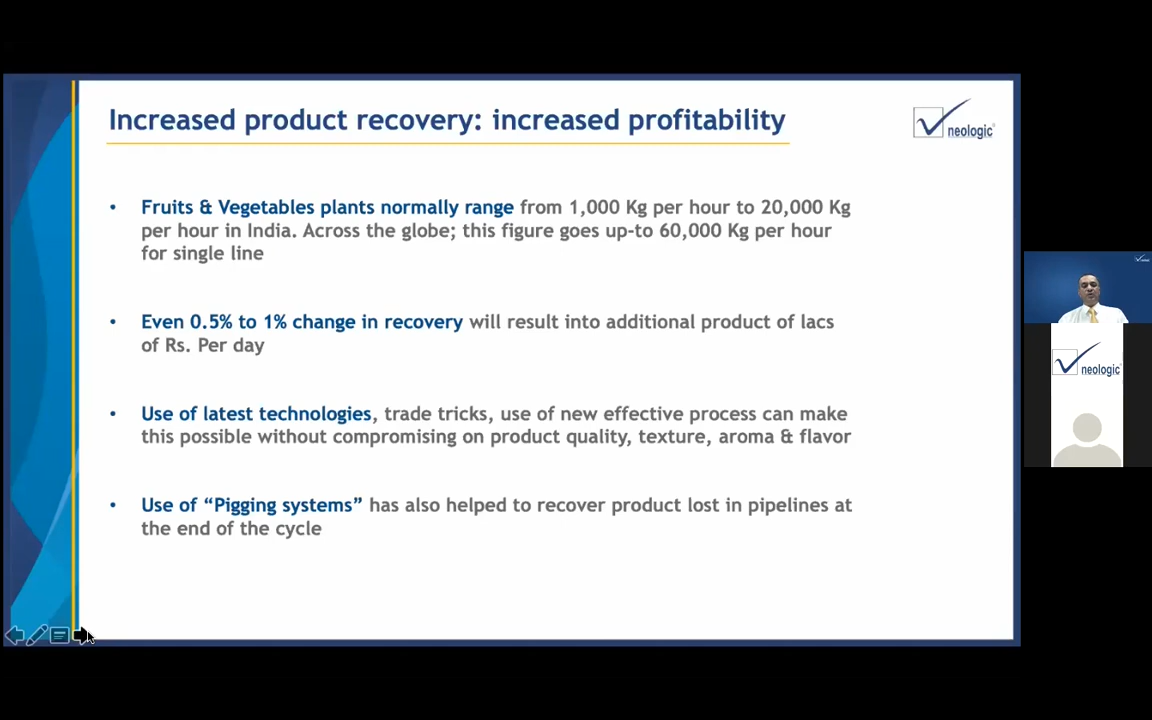 Increased product recovery: increased profitability
neologic
• Fruits & Vegetables plants normally range from 1,000 Kg per hour to 20,000 Kg
per hour in India. Across the globe; this figure goes up-to 60,000 Kg per hour
for single line
• Even 0.5% to 1% change in recovery will result into additional product of lacs
of Rs. Per day
• Use of latest technologies, trade tricks, use of new effective process can make
this possible without compromising on product quality, texture, aroma & flavor
• Use of “Pigging systems” has also helped to recover product lost in pipelines at
the end of the cycle
neologic